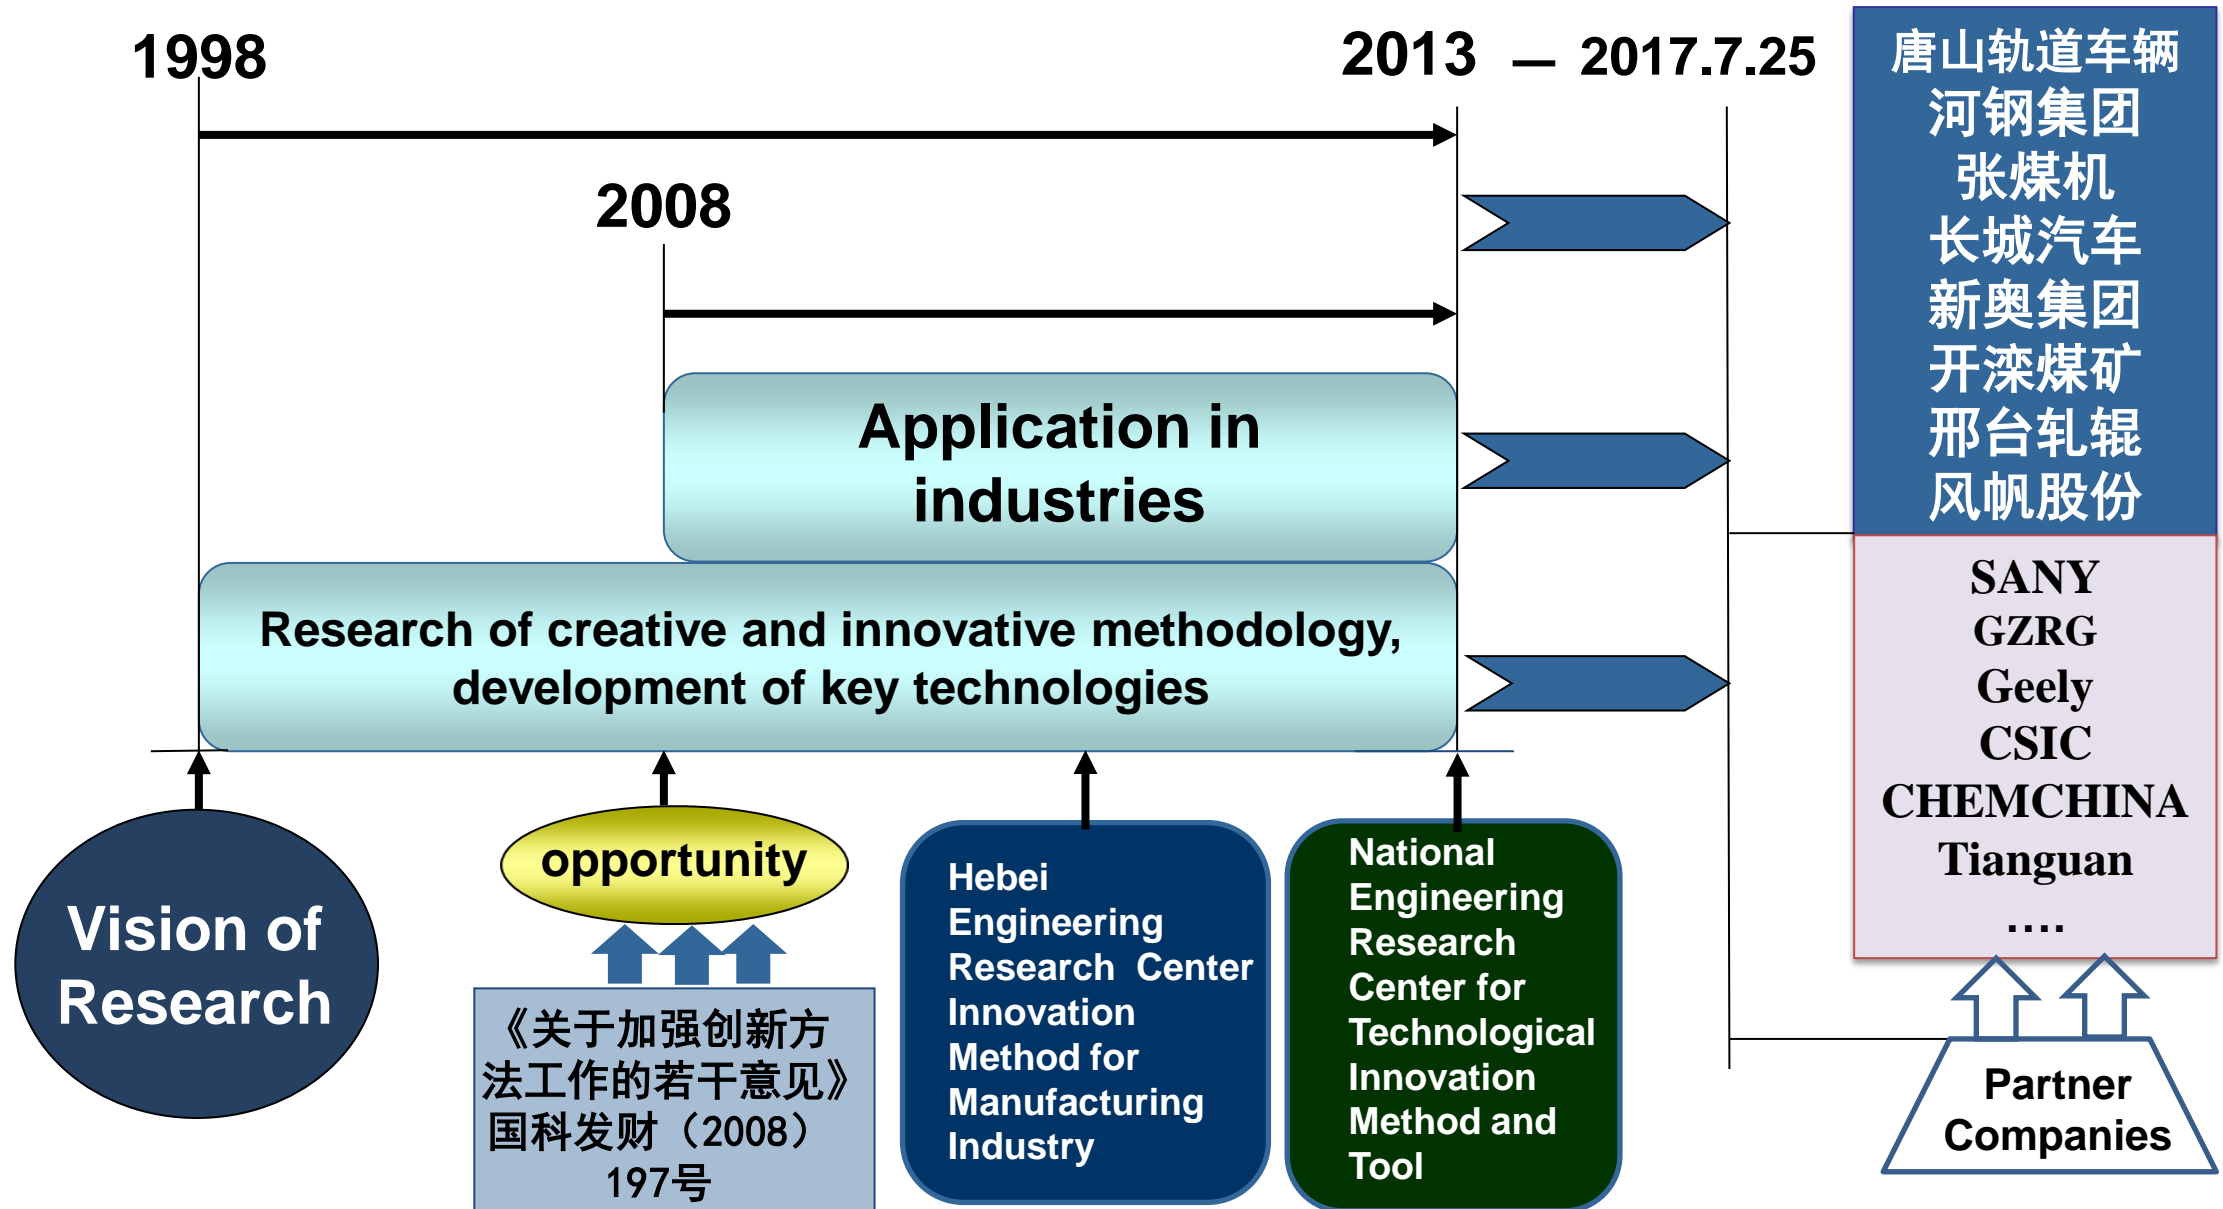 1998
2013 – 2017.7.25
2008
Application in
industries
Research of creative and innovative methodology,
development of key technologies
Vision of
Research
opportunity
《关于加强创新方
法工作的若干意见》
国科发财（2008）
197号
Hebei
Engineering
Research Center
Innovation
Method for
Manufacturing
Industry
National
Engineering
Research
Center for
Technological
Innovation
Method and
Tool
唐山轨道车辆
河钢集团
张煤机
长城汽车
新奥集团
开滦煤矿
邢台轧辊
风帆股份
SANY
GZRG
Geely
CSIC
CHEMCHINA
Tianguan
....
Partner
Companies